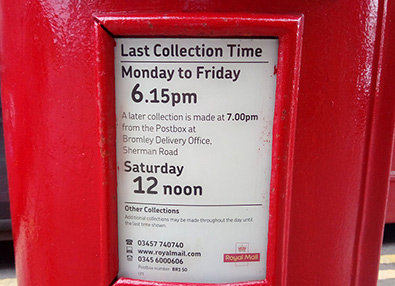 Last Collection Time
Monday to Friday
6.15pm
A later collection is made at 7.00pm
from the Postbox at
Bromley Delivery Office,
Sherman Road
Saturday
12 noon
Other Collections
Additional collections may be made throughout the day until
the last time shown.
03457 740740
www.royalmail.com
0345 6000606
Royal Mail
Postbox number BR1 50